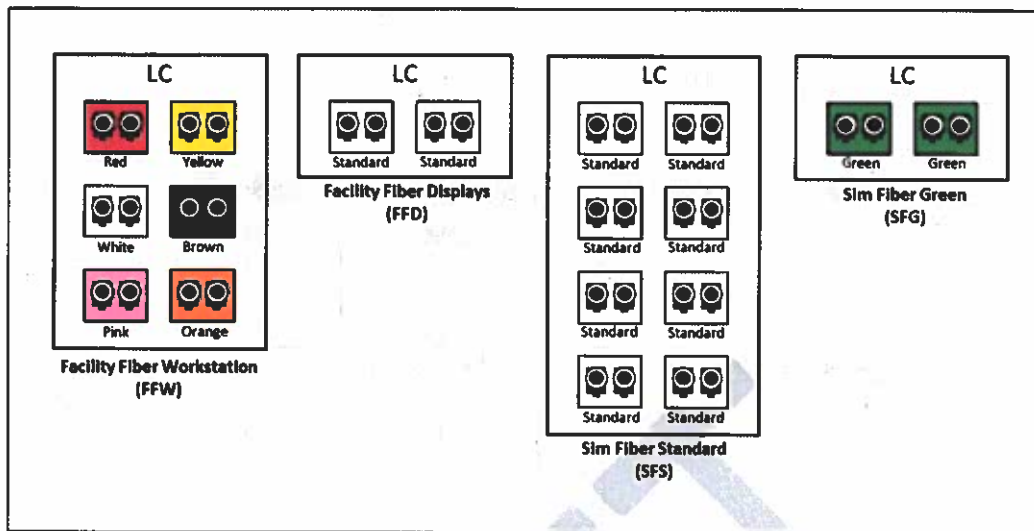 LC
Red Yellow
White Brown
Pink Orange
Facility Fiber Workstation
(FFW)
LC
Standard Standard
Facility Fiber Displays
(FFD)
LC
Standard Standard
Standard Standard
Standard Standard
Standard Standard
Sim Fiber Standard
(SFS)
LC
Green Green
Sim Fiber Green
(SFG)